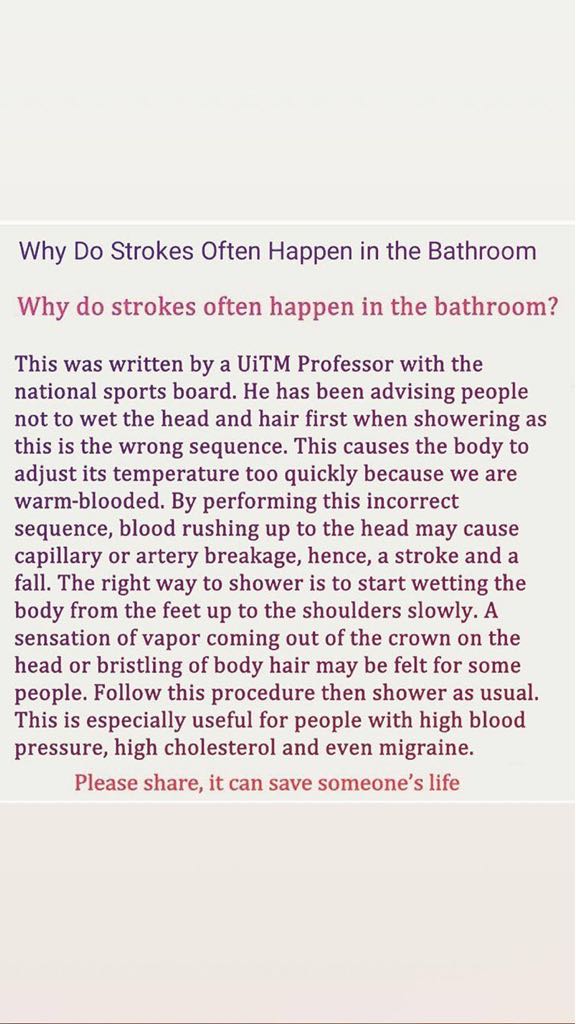 Why Do Strokes Often Happen in the Bathroom
Why do strokes often happen in the bathroom?
This was written by a UiTM Professor with the
national sports board. He has been advising people
not to wet the head and hair first when showering as
this is the wrong sequence. This causes the body to
adjust its temperature too quickly because we are
warm-blooded. By performing this incorrect
sequence, blood rushing up to the head may cause
capillary or artery breakage, hence, a stroke and a
fall. The right way to shower is to start wetting the
body from the feet up to the shoulders slowly. A
sensation of vapor coming out of the crown on the
head or bristling of body hair may be felt for some
people. Follow this procedure then shower as usual.
This is especially useful for people with high blood
pressure, high cholesterol and even migraine.
Please share, it can save someone's life